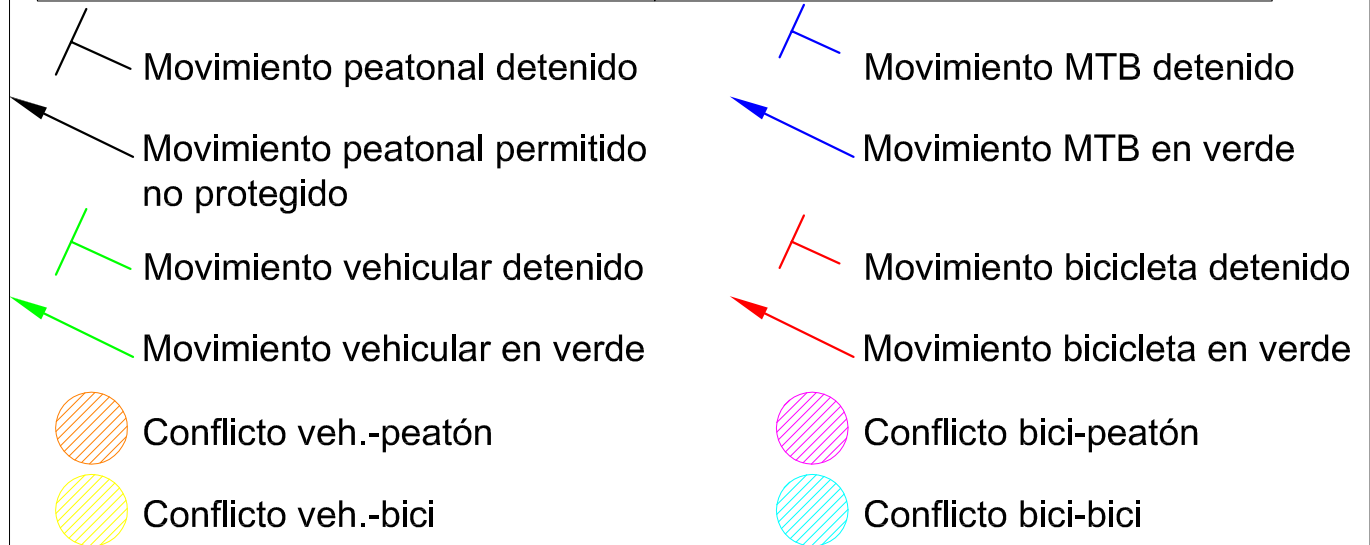 Movimiento peatonal detenido
Movimiento MTB detenido
Movimiento peatonal permitido
no protegido
Movimiento MTB en verde
Movimiento vehicular detenido
Movimiento bicicleta detenido
Movimiento vehicular en verde
Movimiento bicicleta en verde
Conflicto veh.-peatón
Conflicto bici-peatón
Conflicto veh.-bici
Conflicto bici-bici